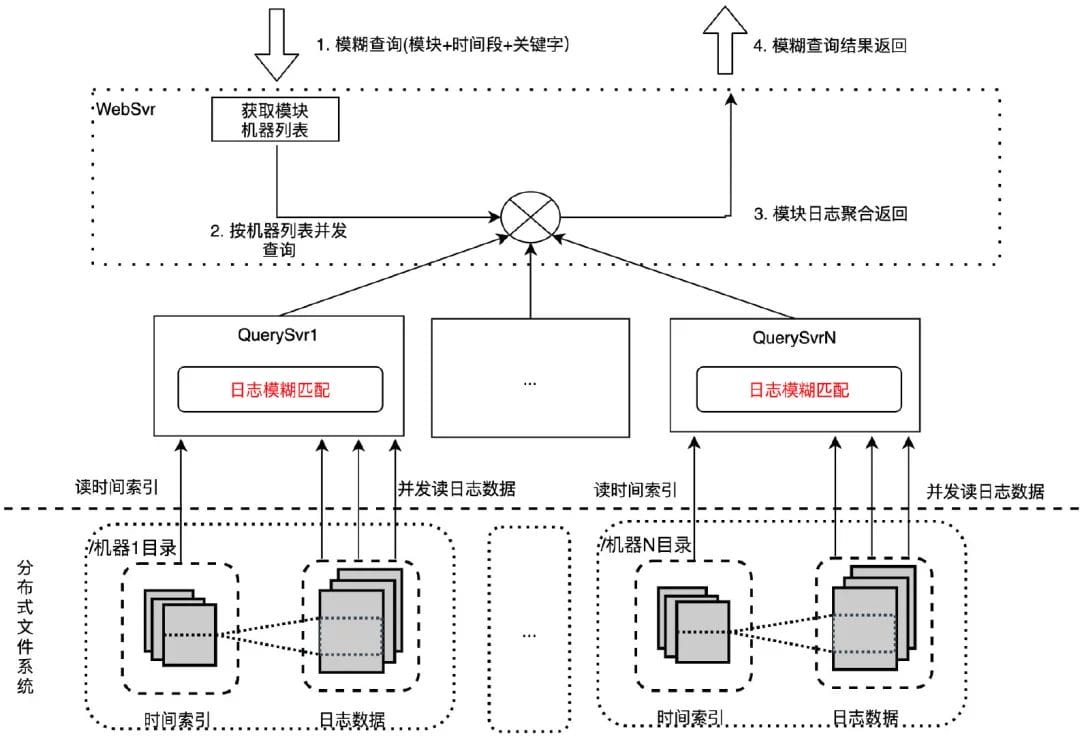 1. 模糊查询(模块+时间段+关键字)
4. 模糊查询结果返回
WebSvr
获取模块
机器列表
2. 按机器列表并发
查询
3. 模块日志聚合返回
QuerySvr1
日志模糊匹配
...
QuerySvrN
日志模糊匹配
读时间索引
并发读日志数据
读时间索引
并发读日志数据
分布式文件系统
/机器1目录
时间索引
日志数据
...
/机器N目录
时间索引
日志数据